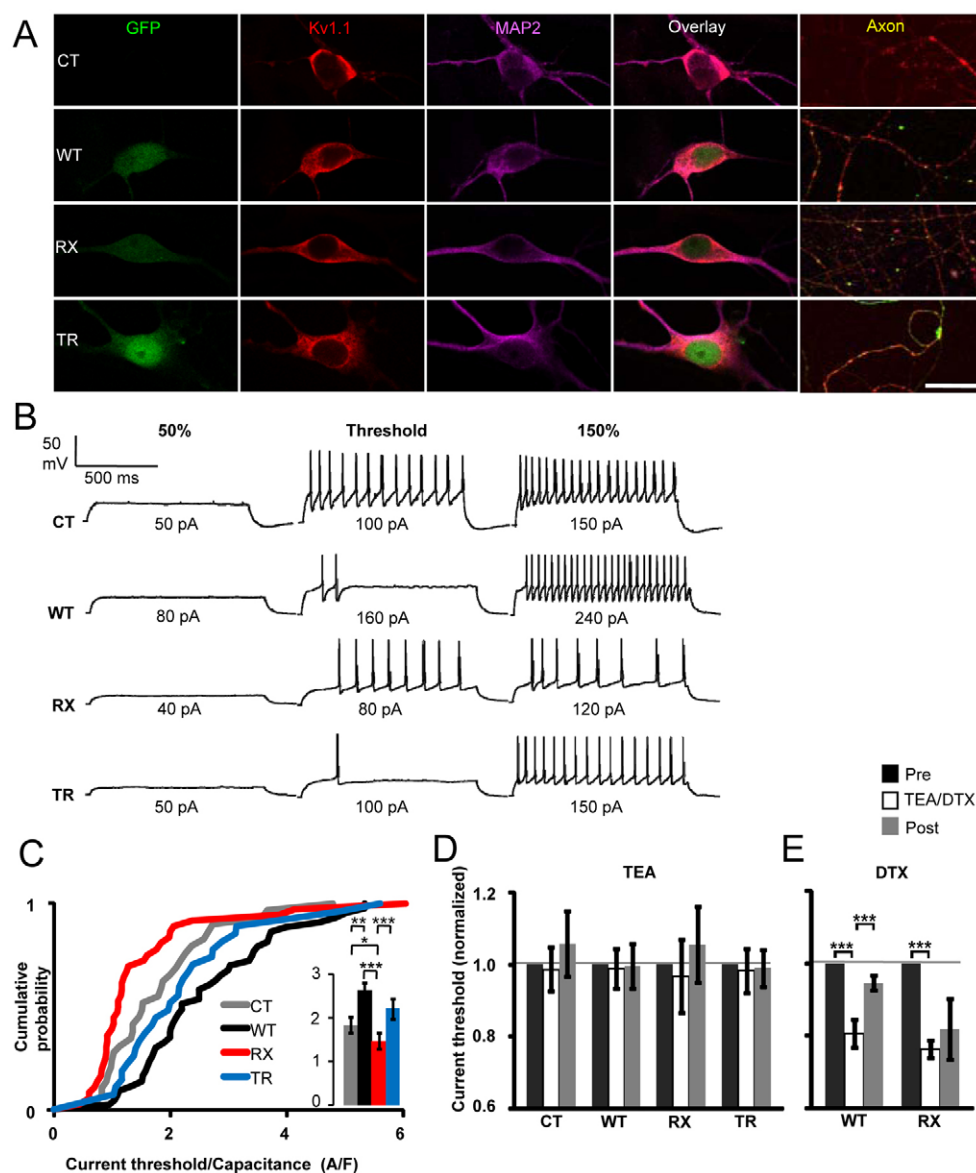 A
GFP Kv1.1 MAP2 Overlay Axon
CT
WT
RX
TR
B
50% Threshold 150%
50
mV
500 ms
CT 50 pA 100 pA 150 pA
WT 80 pA 160 pA 240 pA
RX 40 pA 80 pA 120 pA
TR 50 pA 100 pA 150 pA
Pre
TEA/DTX
Post
C
Cumulative
probability
1
0
0 2 4 6
Current threshold/Capacitance (A/F)
CT
WT
RX
TR
** ***
*
***
3
2
1
0
D
TEA
Current threshold (normalized)
1.2
1.0
0.8
0.6
CT WT RX TR
E
DTX
***
*** ***
WT RX